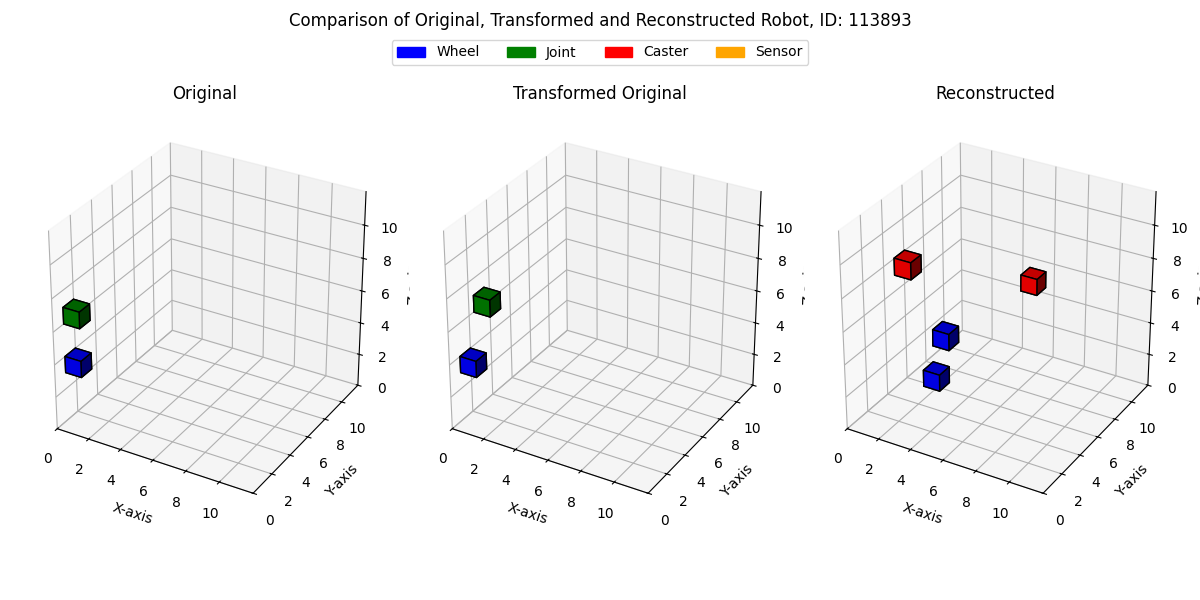 Comparison of Original, Transformed and Reconstructed Robot, ID: 113893
Wheel Joint Caster Sensor
Original
Transformed Original
Reconstructed
0 2 4 6 8 10
X-axis
0 2 4 6 8 10
Y-axis
0 2 4 6 8 10
0 2 4 6 8 10
X-axis
0 2 4 6 8 10
Y-axis
0 2 4 6 8 10
0 2 4 6 8 10
X-axis
0 2 4 6 8 10
Y-axis
0 2 4 6 8 10